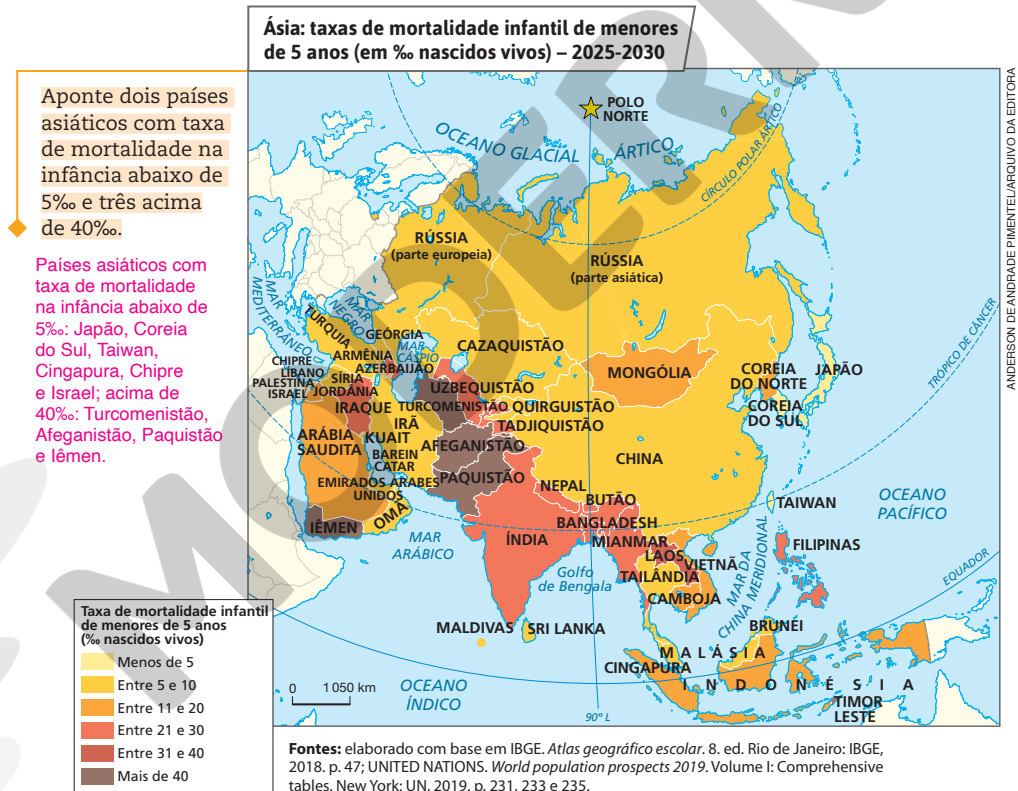 Ásia: taxas de mortalidade infantil de menores
de 5 anos (em ‰ nascidos vivos) – 2025-2030
Aponte dois países
asiáticos com taxa
de mortalidade na
infância abaixo de
5‰ e três acima
de 40‰.
Países asiáticos com
taxa de mortalidade
na infância abaixo de
5‰: Japão, Coreia
do Sul, Taiwan,
Cingapura, Chipre
e Israel; acima de
40‰: Turcomenistão,
Afeganistão, Paquistão
e Iêmen.
POLO
NORTE
OCEANO GLACIAL ÁRTICO
CÍRCULO POLAR ÁRTICO
RÚSSIA
(parte europeia)
RÚSSIA
(parte asiática)
MAR
MEDITERRÂNEO
MAR
NEGRO
TURQUIA
GEÓRGIA
MAR
CÁSPIO
ARMÊNIA
AZERBAIJÃO
CAZAQUISTÃO
MONGÓLIA
COREIA
DO NORTE
JAPÃO
COREIA
DO SUL
TRÓPICO DE CÂNCER
CHIPRE
LÍBANO
PALESTINA
ISRAEL
SÍRIA
JORDÂNIA
IRAQUE
UZBEQUISTÃO
TURCOMENISTÃO
QUIRGUISTÃO
TADJIQUISTÃO
IRÃ
KUAIT
ARÁBIA
SAUDITA
BAREIN
CATAR
AFEGANISTÃO
PAQUISTÃO
EMIRADOS ÁRABES
UNIDOS
OMÃ
IÊMEN
MAR
ARÁBICO
CHINA
NEPAL
BUTÃO
BANGLADESH
ÍNDIA
MIANMAR
LAOS
VIETNÃ
TAILÂNDIA
CAMBOJA
Golfo
de Bengala
TAIWAN
OCEANO
PACÍFICO
FILIPINAS
MAR DA
CHINA MERIDIONAL
EQUADOR
MALDIVAS
SRI LANKA
BRUNEI
MALÁSIA
CINGAPURA
INDONÉSIA
TIMOR
LESTE
OCEANO
ÍNDICO
90° L
0 1 050 km
Taxa de mortalidade infantil
de menores de 5 anos
(‰ nascidos vivos)
Menos de 5
Entre 5 e 10
Entre 11 e 20
Entre 21 e 30
Entre 31 e 40
Mais de 40
Fontes: elaborado com base em IBGE. Atlas geográfico escolar. 8. ed. Rio de Janeiro: IBGE,
2018. p. 47; UNITED NATIONS. World population prospects 2019. Volume I: Comprehensive
tables. New York: UN, 2019. p. 231, 233 e 235.
ANDERSON DE ANDRADE PIMENTEL/ARQUIVO DA EDITORA
MODERN